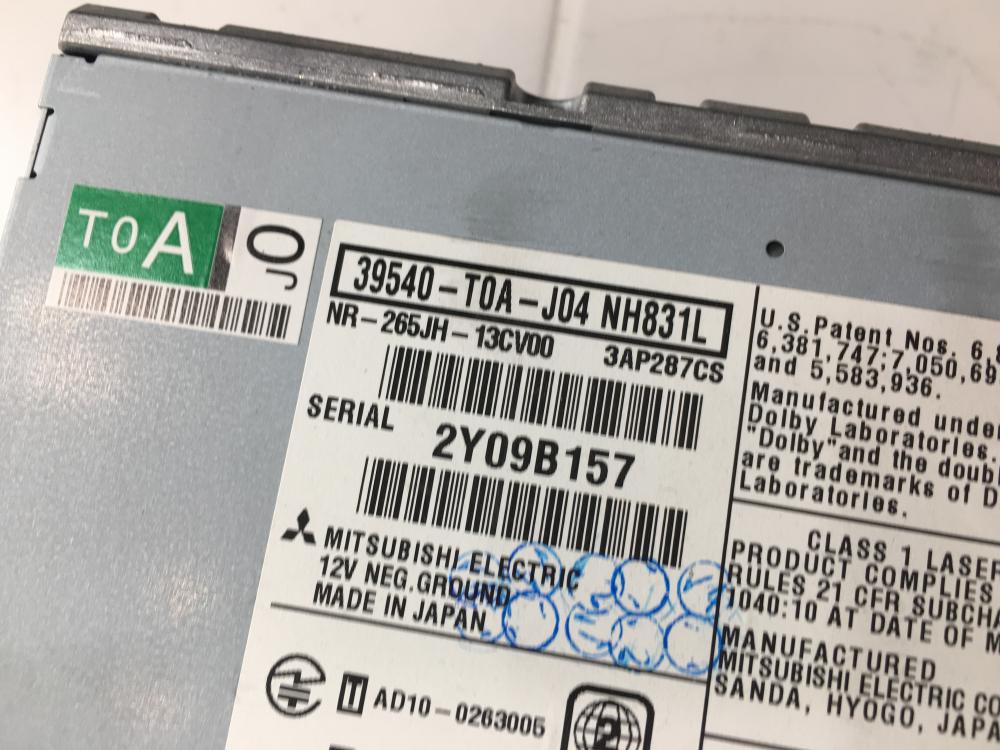 T0A
J0
39540-T0A-J04 NH831L
NR-265JH-13CV00 3AP287CS
SERIAL 2Y09B157
MITSUBISHI ELECTRIC
12V NEG.GROUND
MADE IN JAPAN
T AD10-0263005
2
U.S.Patent Nos.
6,381,747;7,050,69
and 5,583,936.
Manufactured unde
Dolby Laboratories.
"Dolby"and the doub
are trademarks of D
Laboratories.
CLASS 1 LASER
PRODUCT COMPLIES
RULES 21 CFR SUBCHA
1040:10 AT DATE OF M
MANUFACTURED
MITSUBISHI ELECTRIC CO
SANDA, HYOGO, JAPA